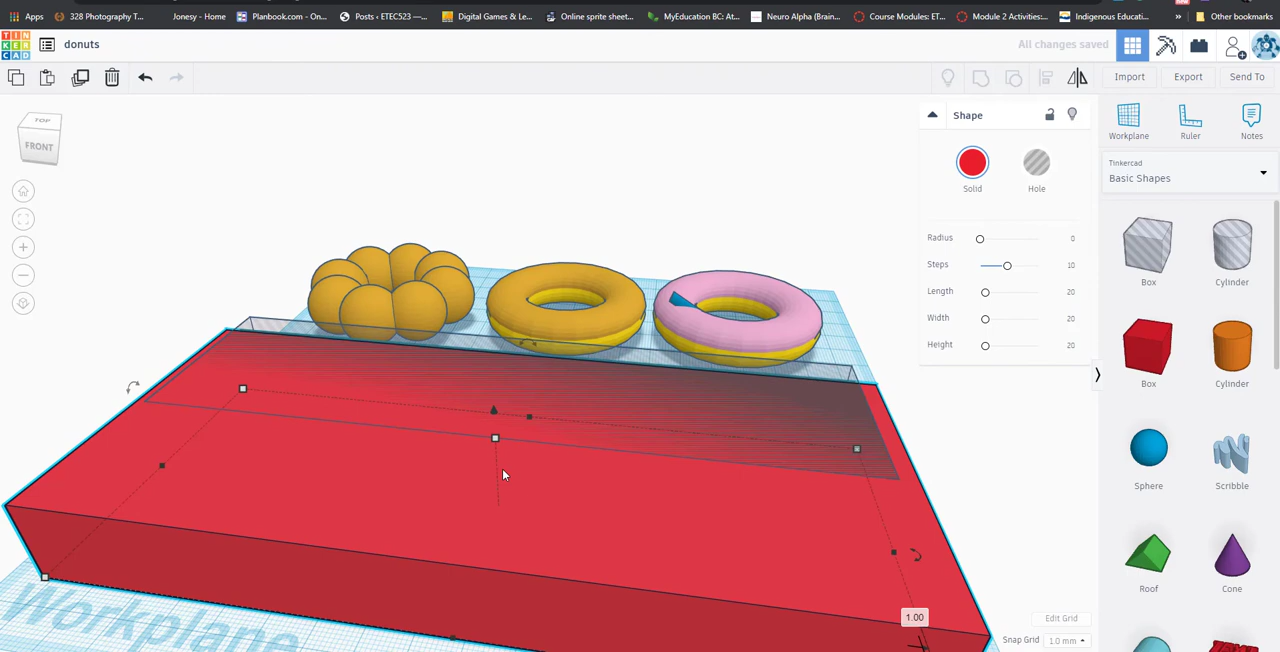 Apps
328 Photography T...
Jonesy - Home
Planbook.com - On...
Posts ‹ ETEC523 —...
Digital Games & Le...
Online sprite sheet...
MyEducation BC: At...
Neuro Alpha (Brain...
Course Modules: ET...
Module 2 Activities:...
Indigenous Educati...
»
Other bookmarks
TIN
KER
CAD
donuts
All changes saved
Import
Export
Send To
TOP
FRONT
Shape
Solid
Hole
Radius 0
Steps 10
Length 20
Width 20
Height 20
Workplane
Ruler
Notes
Tinkercad
Basic Shapes
Box
Cylinder
Box
Cylinder
Sphere
Scribble
Roof
Cone
Workplane
1.00
Edit Grid
Snap Grid 1.0 mm